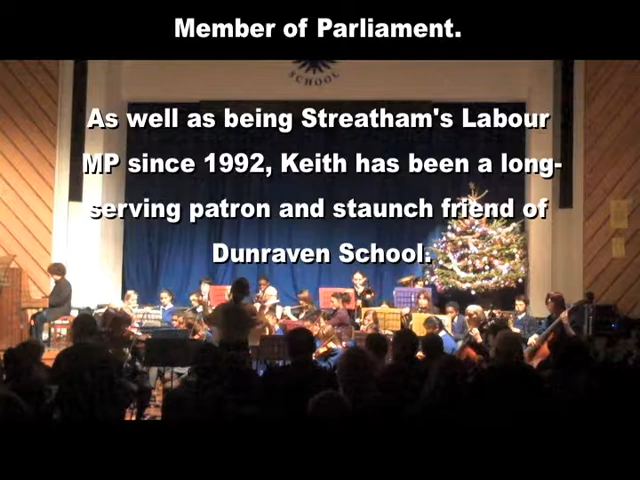 Member of Parliament.
SCHOOL
As well as being Streatham's Labour
MP since 1992, Keith has been a long-
serving patron and staunch friend of
Dunraven School.